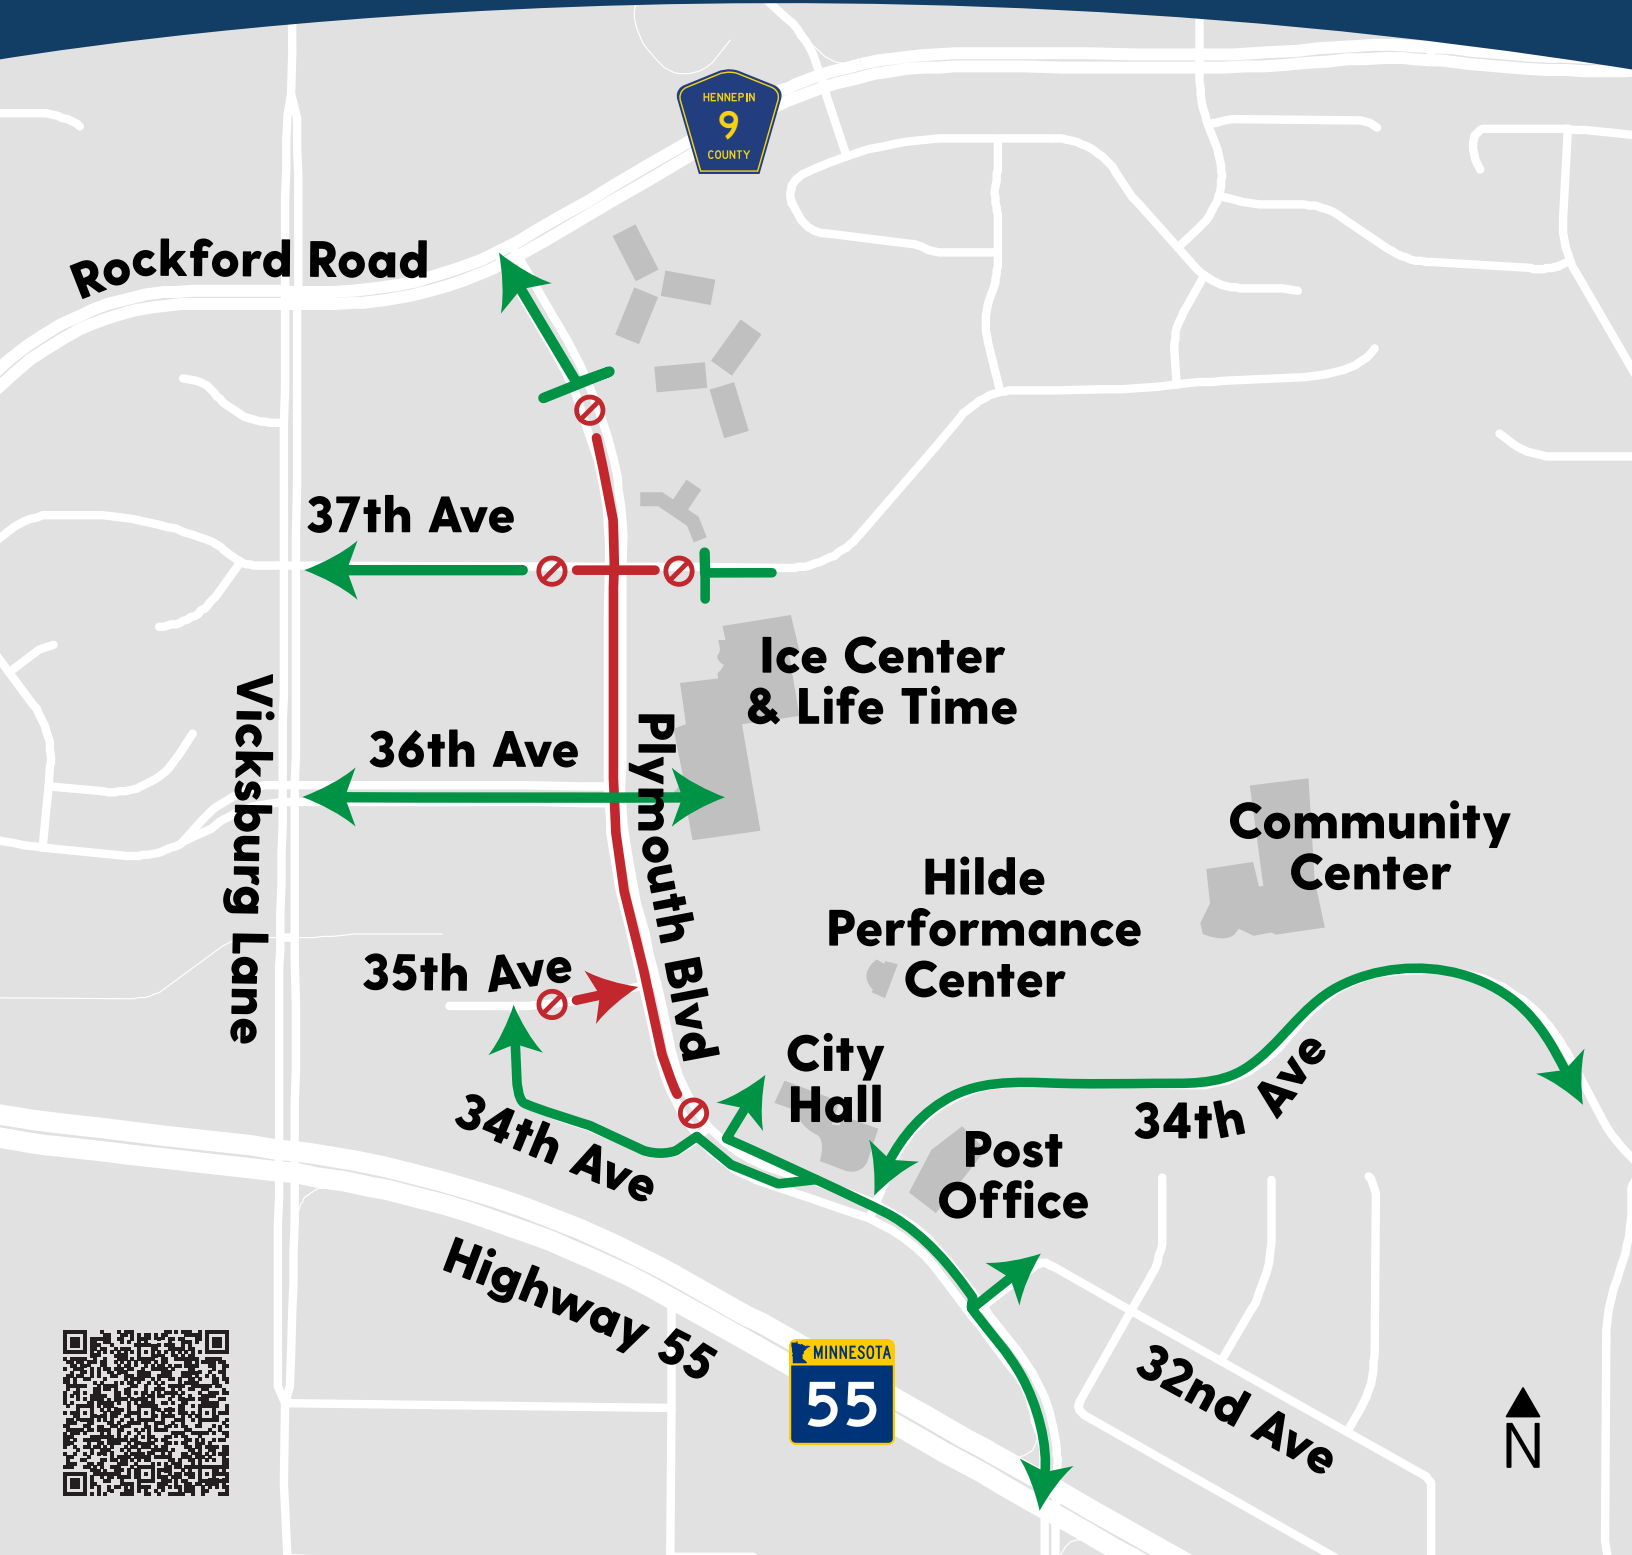 HENNEPIN
9
COUNTY
Rockford Road
37th Ave
Ice Center
& Life Time
Vicksburg Lane
36th Ave
Plymouth Blvd
Community
Center
Hilde
Performance
Center
35th Ave
City
Hall
34th Ave
34th Ave
Post
Office
Highway 55
MINNESOTA
55
32nd Ave
N